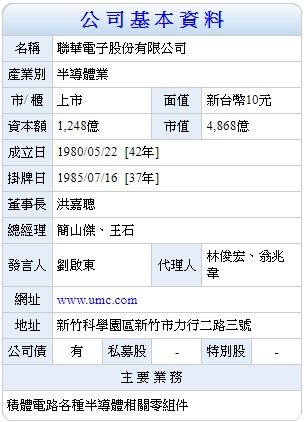 公司基本資料
名稱 聯華電子股份有限公司
產業別 半導體業
市/櫃 上市 面值 新台幣10元
資本額 1,248億 市值 4,868億
成立日 1980/05/22 [42年]
掛牌日 1985/07/16 [37年]
董事長 洪嘉聰
總經理 簡山傑、王石
發言人 劉啟東 代理人 林俊宏、翁兆韋
網址 www.umc.com
地址 新竹科學園區新竹市力行二路三號
公司債 有 私募股 - 特別股 -
主要業務
積體電路各種半導體相關零組件